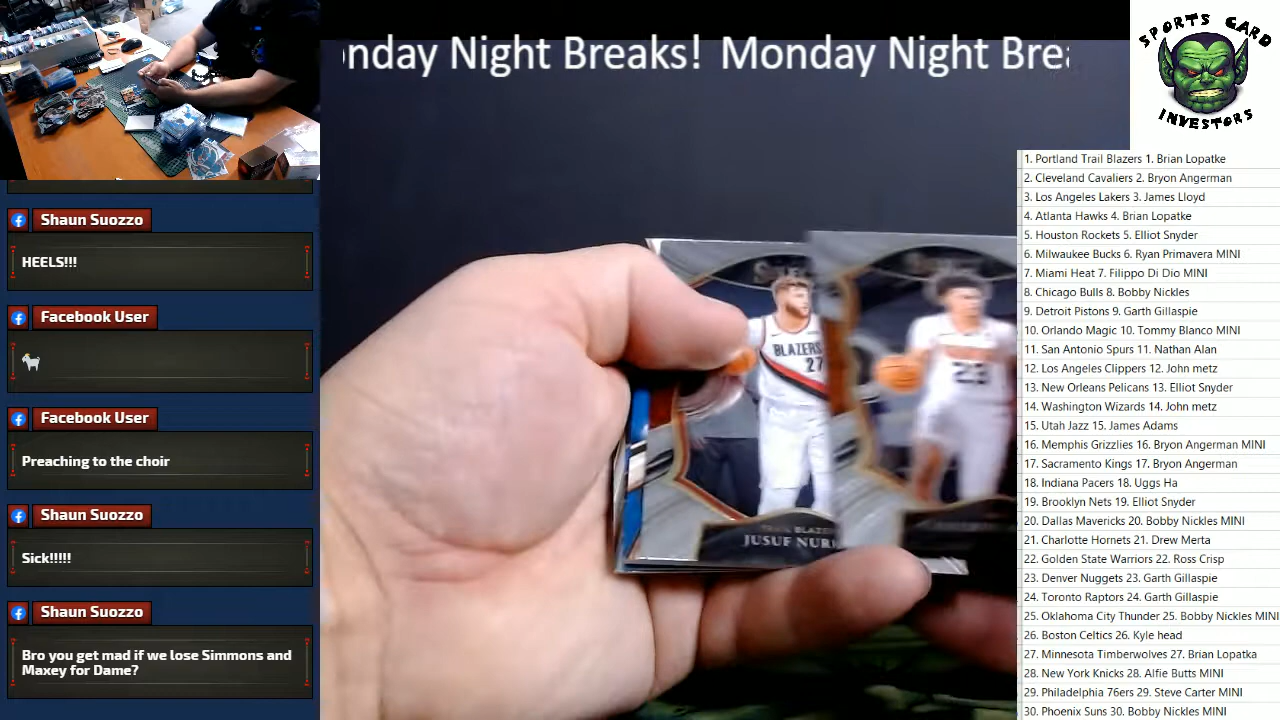 onday Night Breaks! Monday Night Brea
SPORTS CARD
INVESTORS
Shaun Suozzo
HEELS!!!
Facebook User
Facebook User
Preaching to the choir
Shaun Suozzo
Sick!!!!!
Shaun Suozzo
Bro you get mad if we lose Simmons and
Maxey for Dame?
BLAZERS
27
23
JUSUF NUR
1. Portland Trail Blazers 1. Brian Lopatke
2. Cleveland Cavaliers 2. Bryon Angerman
3. Los Angeles Lakers 3. James Lloyd
4. Atlanta Hawks 4. Brian Lopatke
5. Houston Rockets 5. Elliot Snyder
6. Milwaukee Bucks 6. Ryan Primavera MINI
7. Miami Heat 7. Filippo Di Dio MINI
8. Chicago Bulls 8. Bobby Nickles
9. Detroit Pistons 9. Garth Gillaspie
10. Orlando Magic 10. Tommy Blanco MINI
11. San Antonio Spurs 11. Nathan Alan
12. Los Angeles Clippers 12. John metz
13. New Orleans Pelicans 13. Elliot Snyder
14. Washington Wizards 14. John metz
15. Utah Jazz 15. James Adams
16. Memphis Grizzlies 16. Bryon Angerman MINI
17. Sacramento Kings 17. Bryon Angerman
18. Indiana Pacers 18. Uggs Ha
19. Brooklyn Nets 19. Elliot Snyder
20. Dallas Mavericks 20. Bobby Nickles MINI
21. Charlotte Hornets 21. Drew Merta
22. Golden State Warriors 22. Ross Crisp
23. Denver Nuggets 23. Garth Gillaspie
24. Toronto Raptors 24. Garth Gillaspie
25. Oklahoma City Thunder 25. Bobby Nickles MINI
26. Boston Celtics 26. Kyle head
27. Minnesota Timberwolves 27. Brian Lopatka
28. New York Knicks 28. Alfie Butts MINI
29. Philadelphia 76ers 29. Steve Carter MINI
30. Phoenix Suns 30. Bobby Nickles MINI